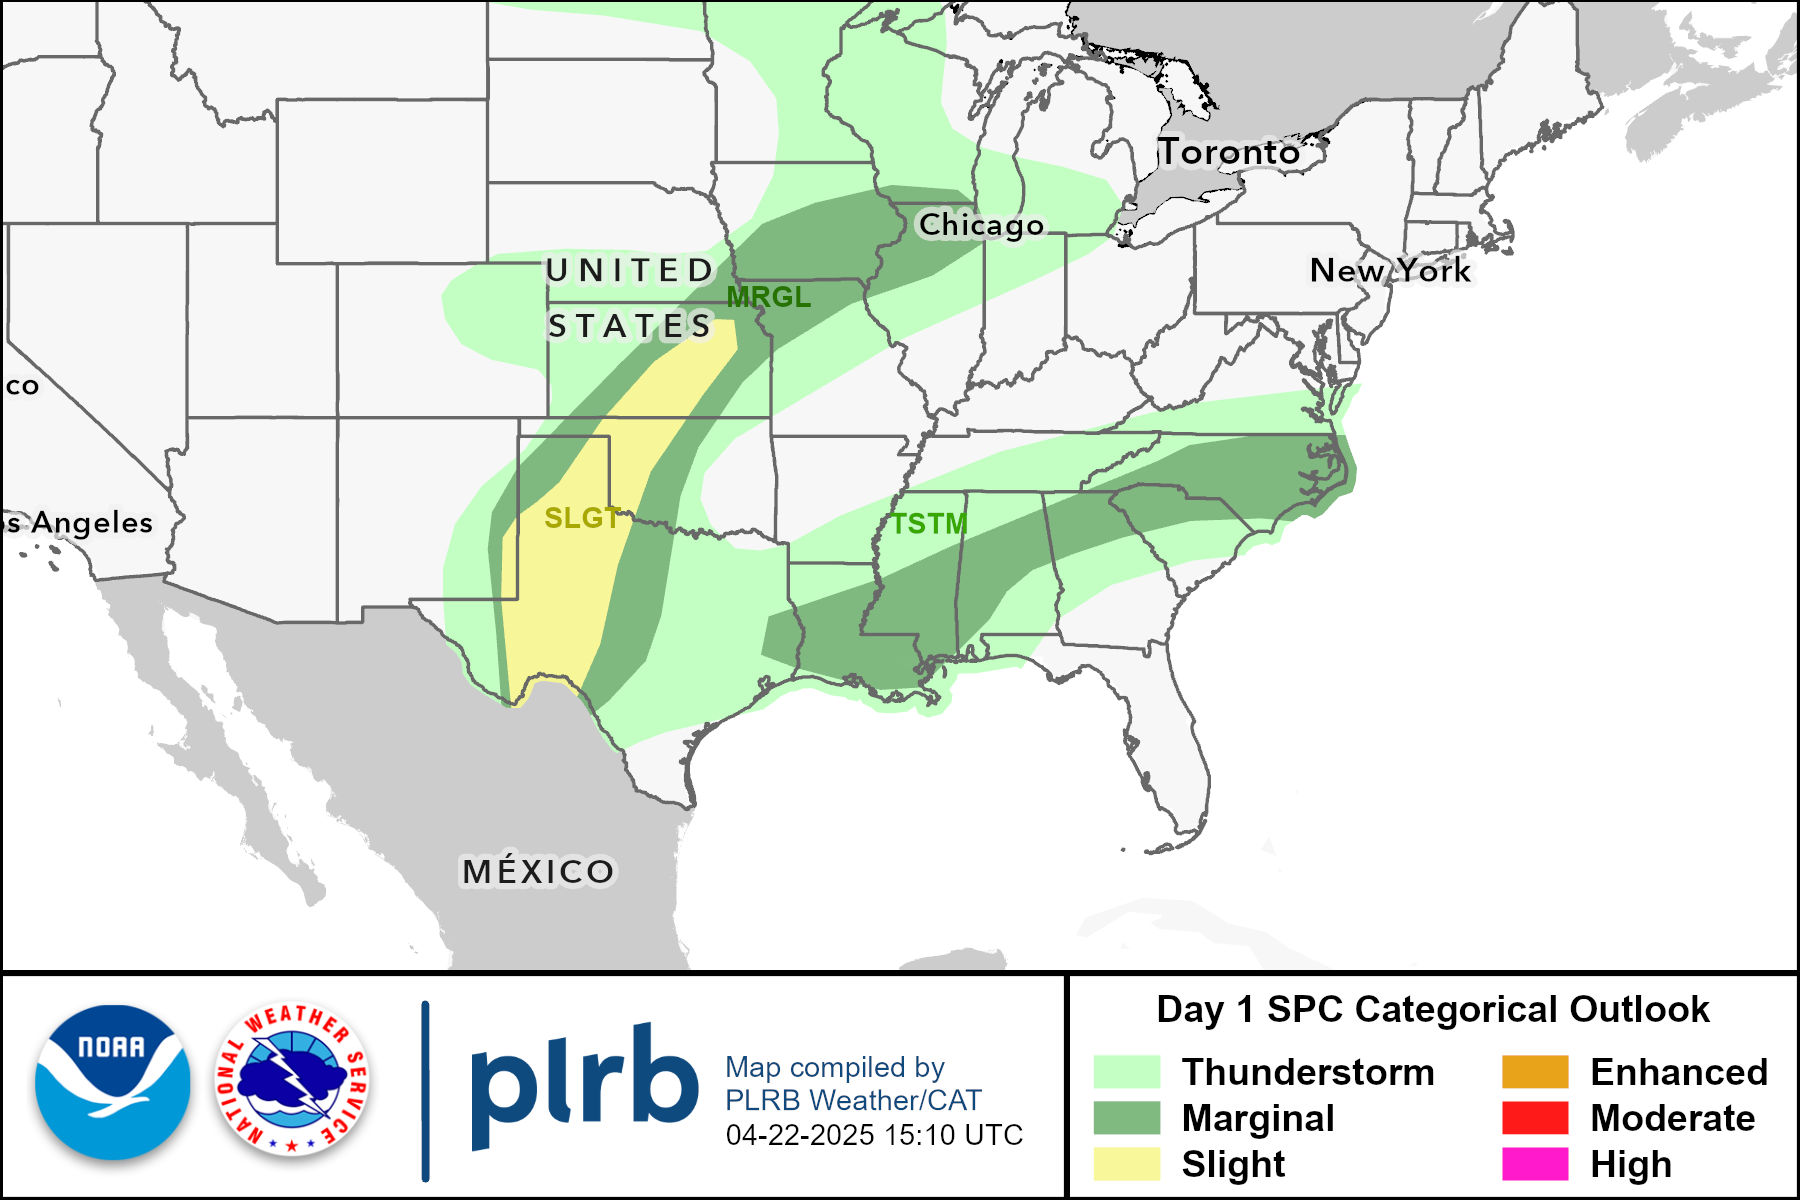 Toronto
Chicago
New York
UNITED
STATES
MRGL
co
SLGT
TSTM
os Angeles
MÉXICO
NOAA
NATIONAL WEATHER SERVICE
plrb
Map compiled by
PLRB Weather/CAT
04-22-2025 15:10 UTC
Day 1 SPC Categorical Outlook
Thunderstorm
Marginal
Slight
Enhanced
Moderate
High